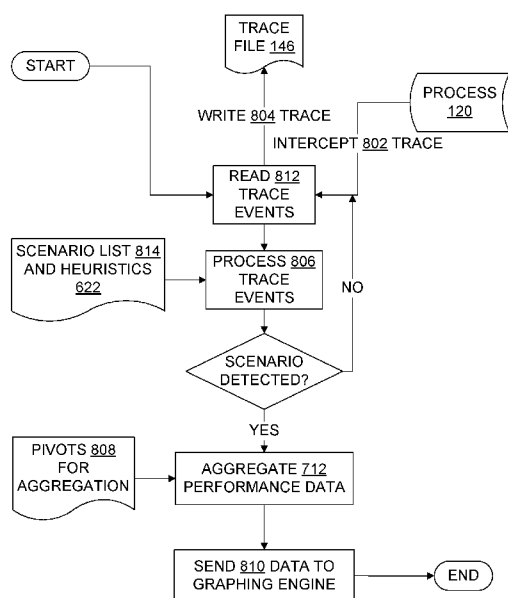 TRACE
FILE 146
START
PROCESS
120
WRITE 804 TRACE
INTERCEPT 802 TRACE
READ 812
TRACE
EVENTS
SCENARIO LIST 814
AND HEURISTICS
622
PROCESS 806
TRACE
EVENTS
NO
SCENARIO
DETECTED?
YES
PIVOTS 808
FOR
AGGREGATION
AGGREGATE 712
PERFORMANCE DATA
SEND 810 DATA TO
GRAPHING ENGINE
END